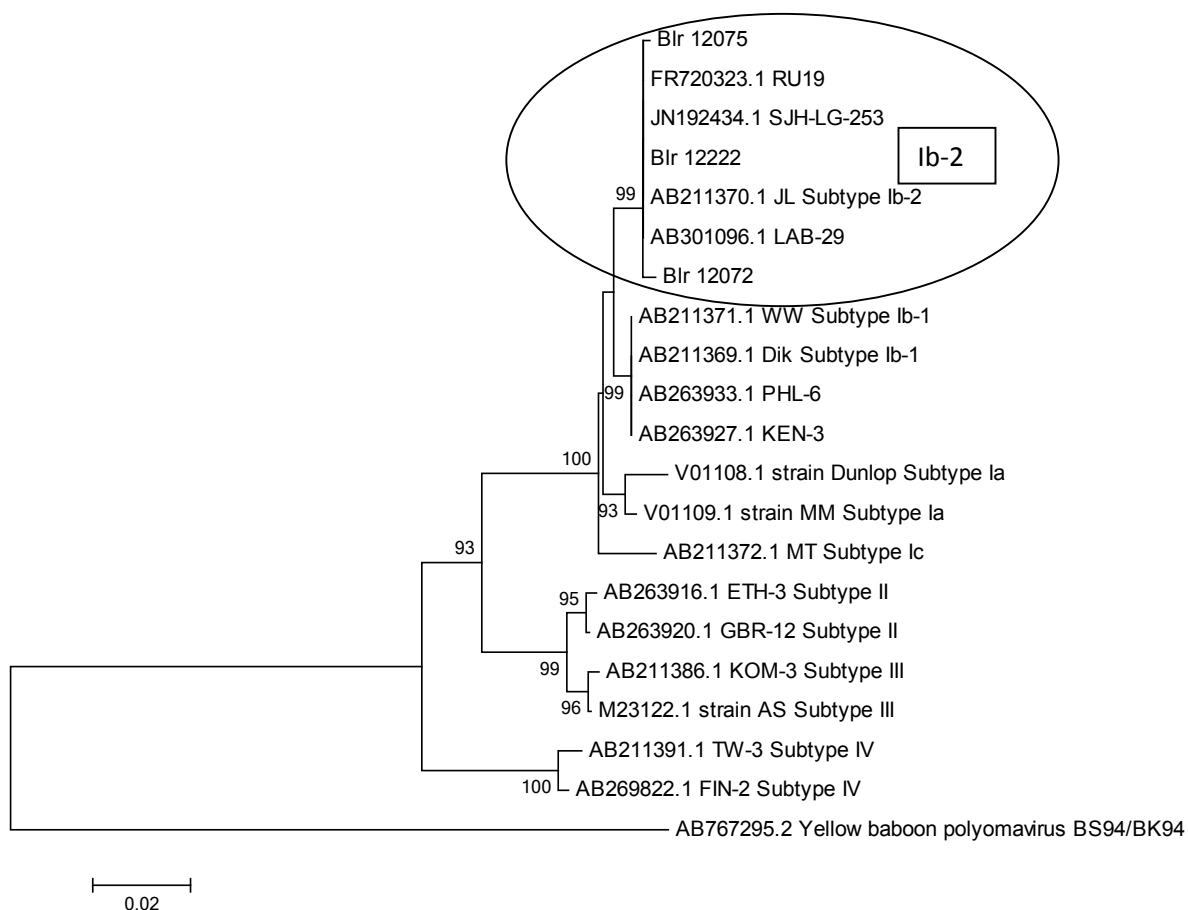 Blr 12075
FR720323.1 RU19
JN192434.1 SJH-LG-253
Ib-2
Blr 12222
99
AB211370.1 JL Subtype Ib-2
AB301096.1 LAB-29
Blr 12072
AB211371.1 WW Subtype Ib-1
AB211369.1 Dik Subtype Ib-1
99
AB263933.1 PHL-6
AB263927.1 KEN-3
100
V01108.1 strain Dunlop Subtype Ia
93
V01109.1 strain MM Subtype Ia
93
AB211372.1 MT Subtype Ic
95
AB263916.1 ETH-3 Subtype II
AB263920.1 GBR-12 Subtype II
99
AB211386.1 KOM-3 Subtype III
96
M23122.1 strain AS Subtype III
AB211391.1 TW-3 Subtype IV
100
AB269822.1 FIN-2 Subtype IV
AB767295.2 Yellow baboon polyomavirus BS94/BK94
0.02